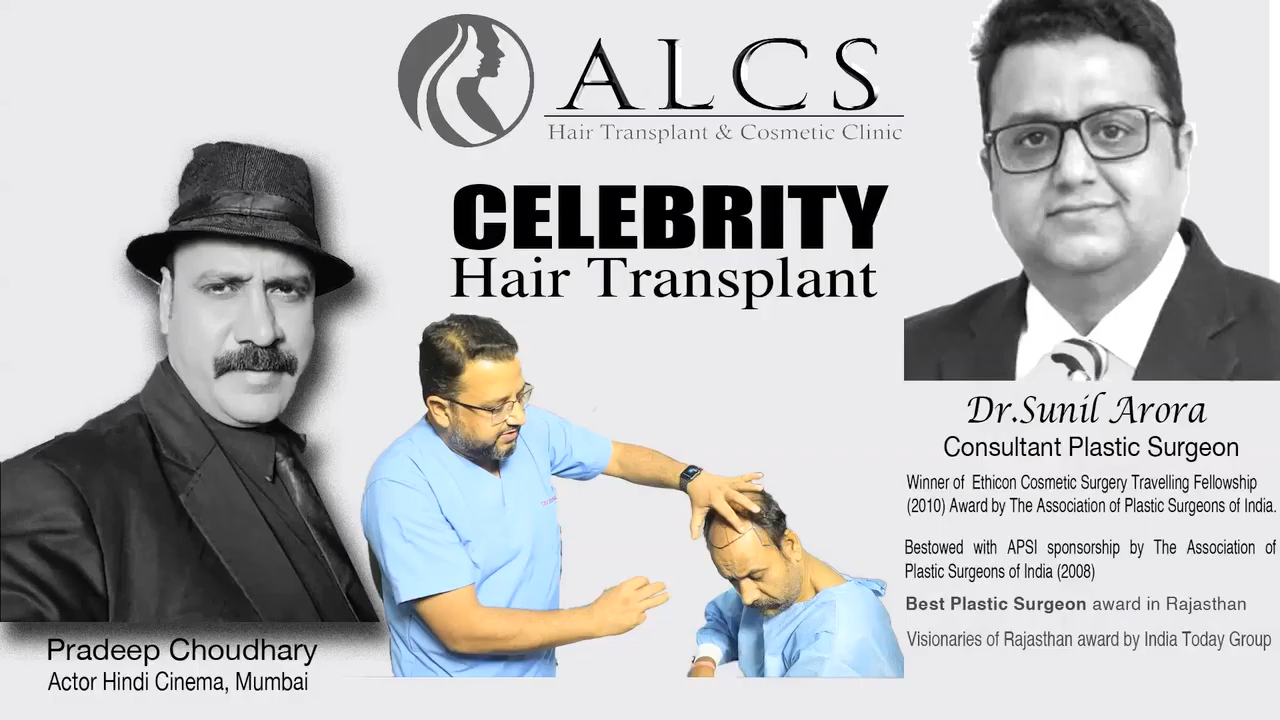 ALCS
Hair Transplant & Cosmetic Clinic
CELEBRITY
Hair Transplant
Pradeep Choudhary
Actor Hindi Cinema, Mumbai
Dr.Sunil Arora
Consultant Plastic Surgeon
Winner of Ethicon Cosmetic Surgery Travelling Fellowship
(2010) Award by The Association of Plastic Surgeons of India.
Bestowed with APSI sponsorship by The Association of
Plastic Surgeons of India (2008)
Best Plastic Surgeon award in Rajasthan
Visionaries of Rajasthan award by India Today Group